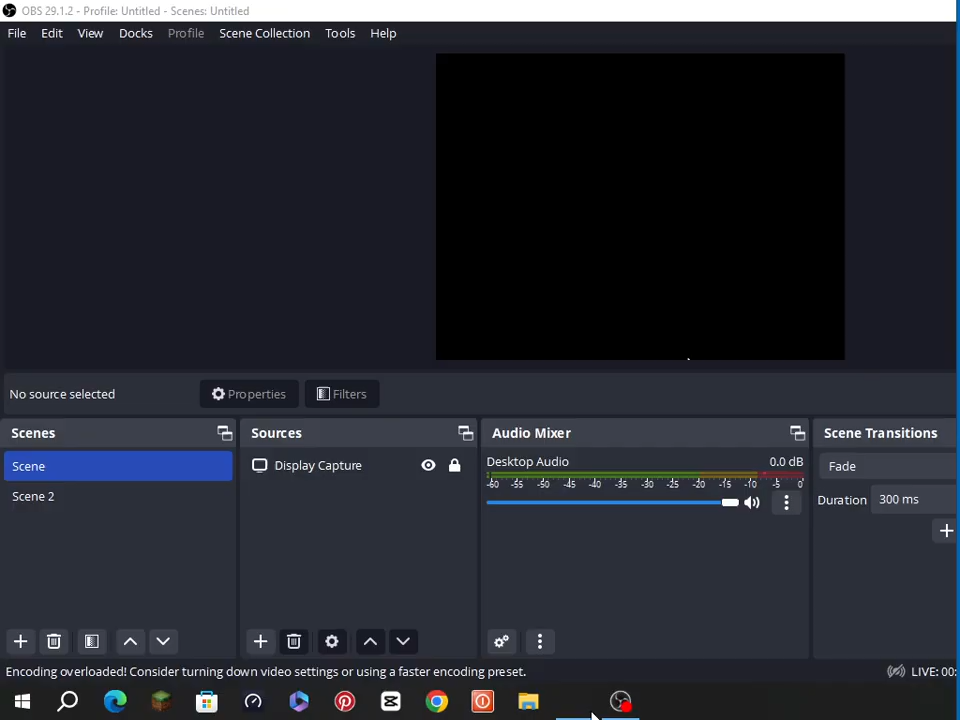 OBS 29.1.2 - Profile: Untitled - Scenes: Untitled
File Edit View Docks Profile Scene Collection Tools Help
No source selected Properties Filters
Scenes Sources Audio Mixer Scene Transitions
Scene Display Capture Desktop Audio 0.0 dB Fade
-60 -55 -50 -45 -40 -35 -30 -25 -20 -15 -10 -5 0
Scene 2 Duration 300 ms
Encoding overloaded! Consider turning down video settings or using a faster encoding preset. LIVE: 00: